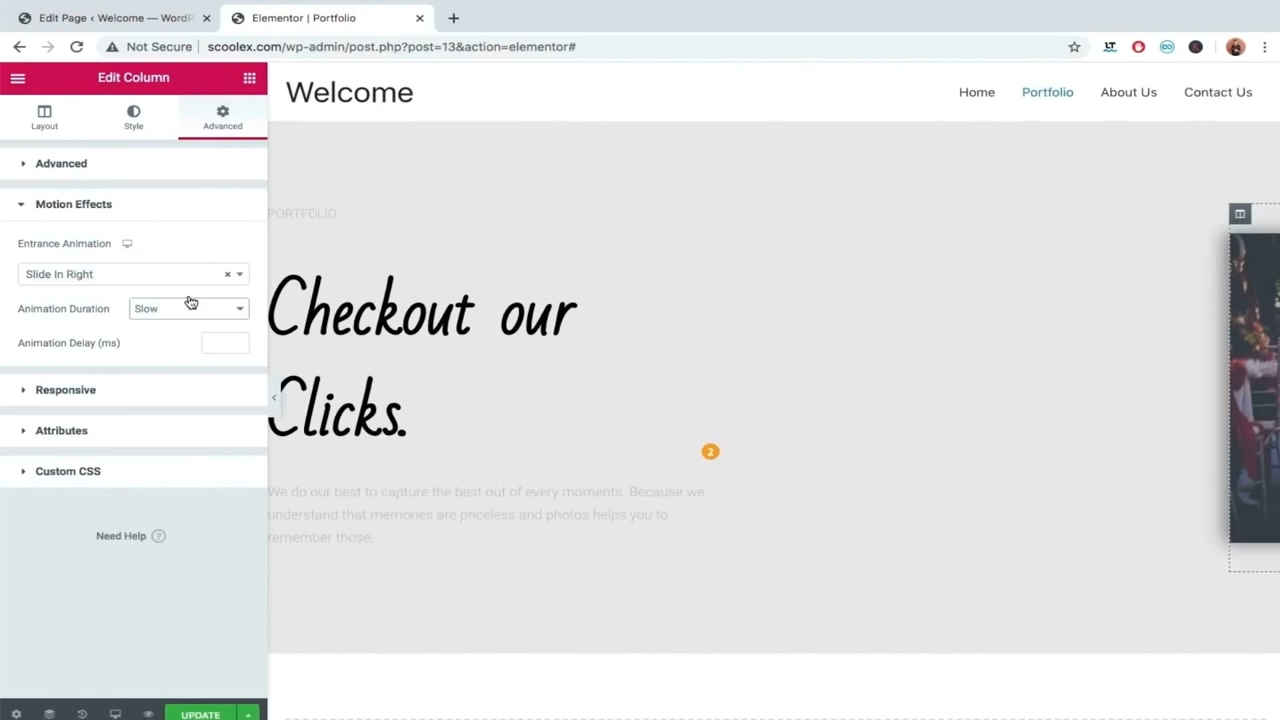 Edit Page ‹ Welcome — WordP
Elementor | Portfolio
Not Secure
scoolex.com/wp-admin/post.php?post=13&action=elementor#
LT
Edit Column
Layout
Style
Advanced
Advanced
Motion Effects
Entrance Animation
Slide In Right
Animation Duration
Slow
Animation Delay (ms)
Responsive
Attributes
Custom CSS
Need Help ?
UPDATE
Welcome
Home
Portfolio
About Us
Contact Us
PORTFOLIO
Checkout our
Clicks.
2
We do our best to capture the best out of every moments. Because we
understand that memories are priceless and photos helps you to
remember those.